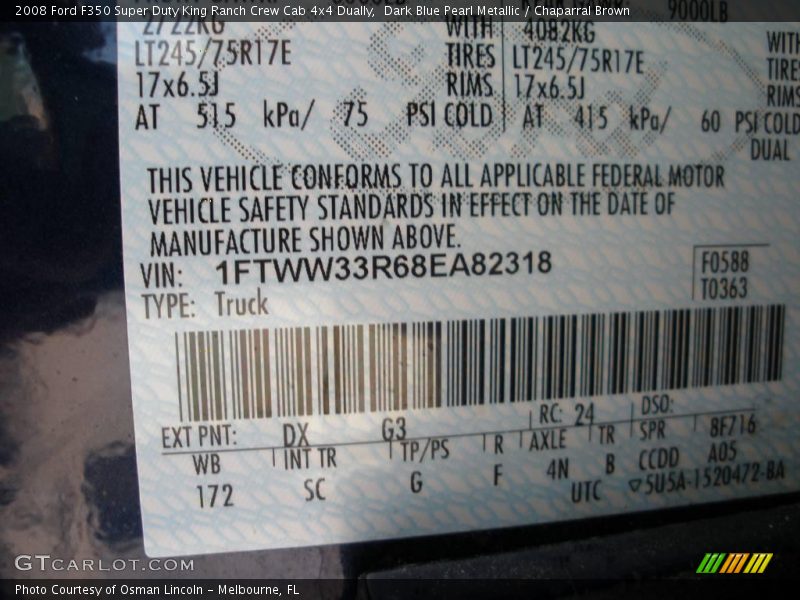 2008 Ford F350 Super Duty King Ranch Crew Cab 4x4 Dually,  Dark Blue Pearl Metallic / Chaparral Brown
9000LB
2722KG WITH 4082KG WITH
LT245/75R17E TIRES LT245/75R17E TIRES
17x6.5J RIMS 17x6.5J RIMS
AT 515 kPa/ 75 PSI COLD AT 415 kPa/ 60 PSI COLD
DUAL
THIS VEHICLE CONFORMS TO ALL APPLICABLE FEDERAL MOTOR
VEHICLE SAFETY STANDARDS IN EFFECT ON THE DATE OF
MANUFACTURE SHOWN ABOVE.
VIN: 1FTWW33R68EA82318 F0588
TYPE: Truck T0363
EXT PNT: DX G3 RC: 24 DSO:
WB INT TR TP/PS R AXLE TR SPR 8F716
172 SC G F 4N B CCDD A05
UTC ▽5U5A-1520472-BA
GTCARLOT.COM
Photo Courtesy of Osman Lincoln - Melbourne, FL